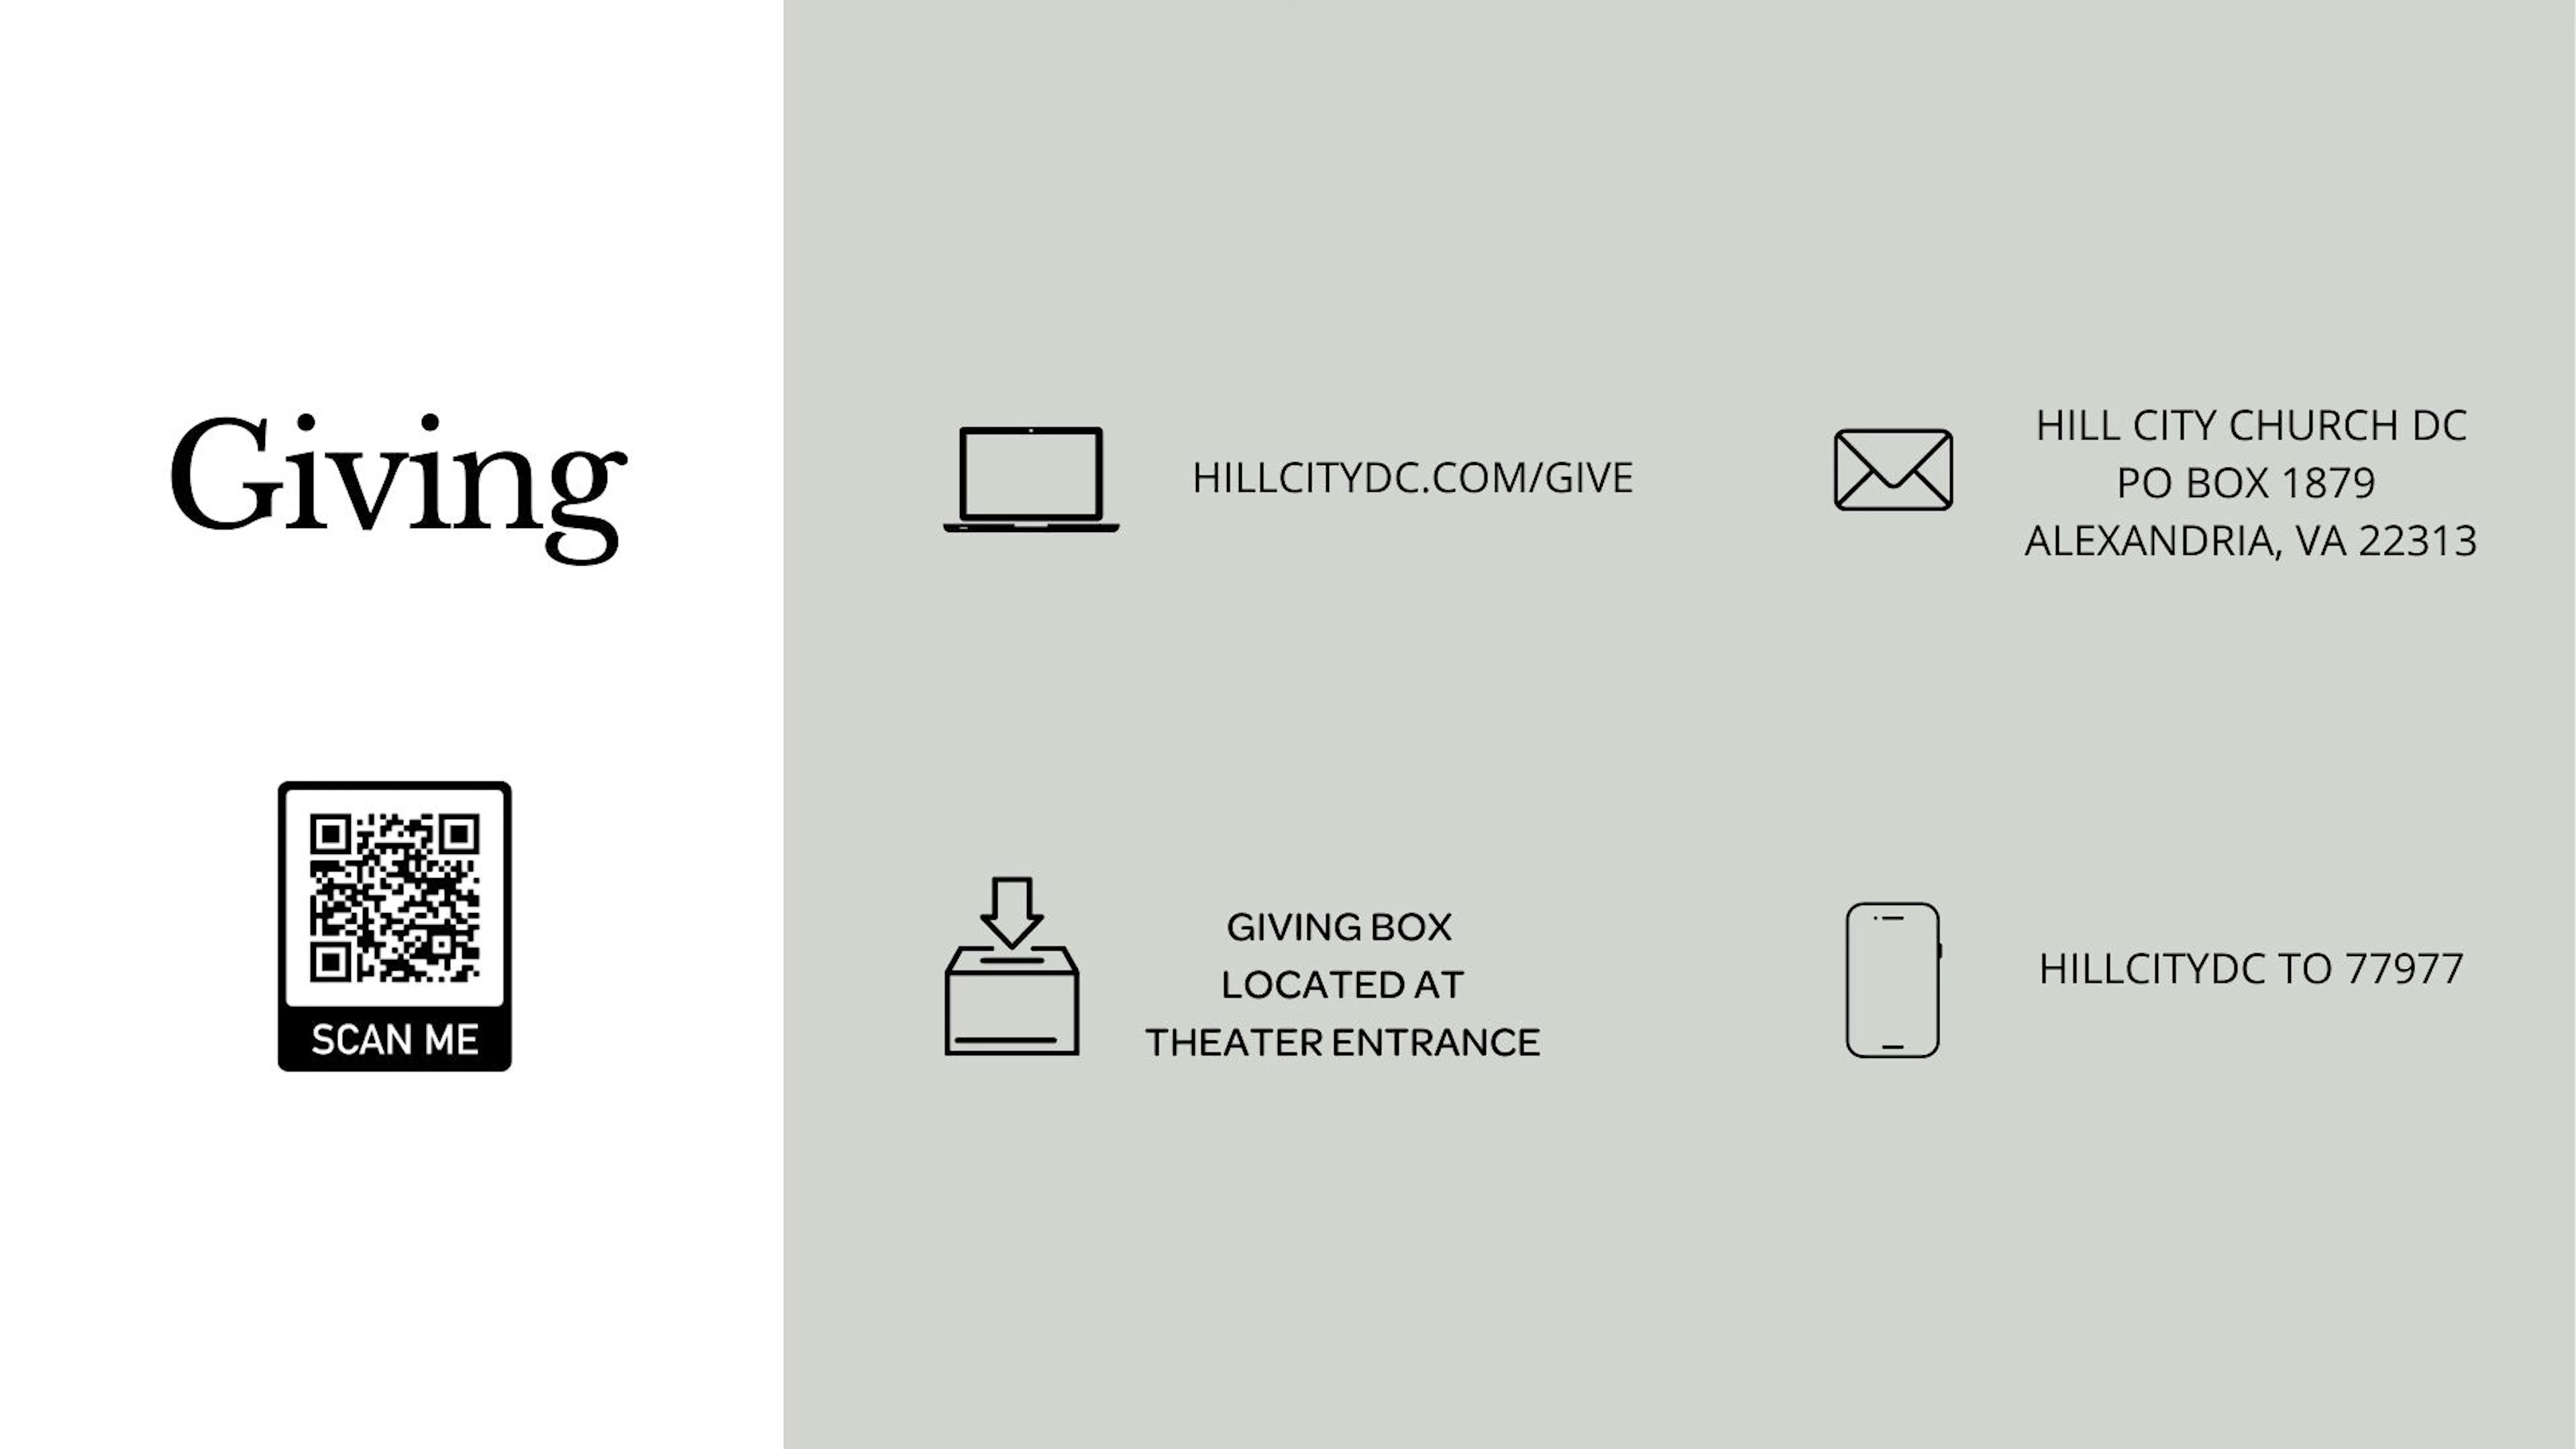 Giving
SCAN ME
HILLCITYDC.COM/GIVE
HILL CITY CHURCH DC
PO BOX 1879
ALEXANDRIA, VA 22313
GIVING BOX
LOCATED AT
THEATER ENTRANCE
HILLCITYDC TO 77977